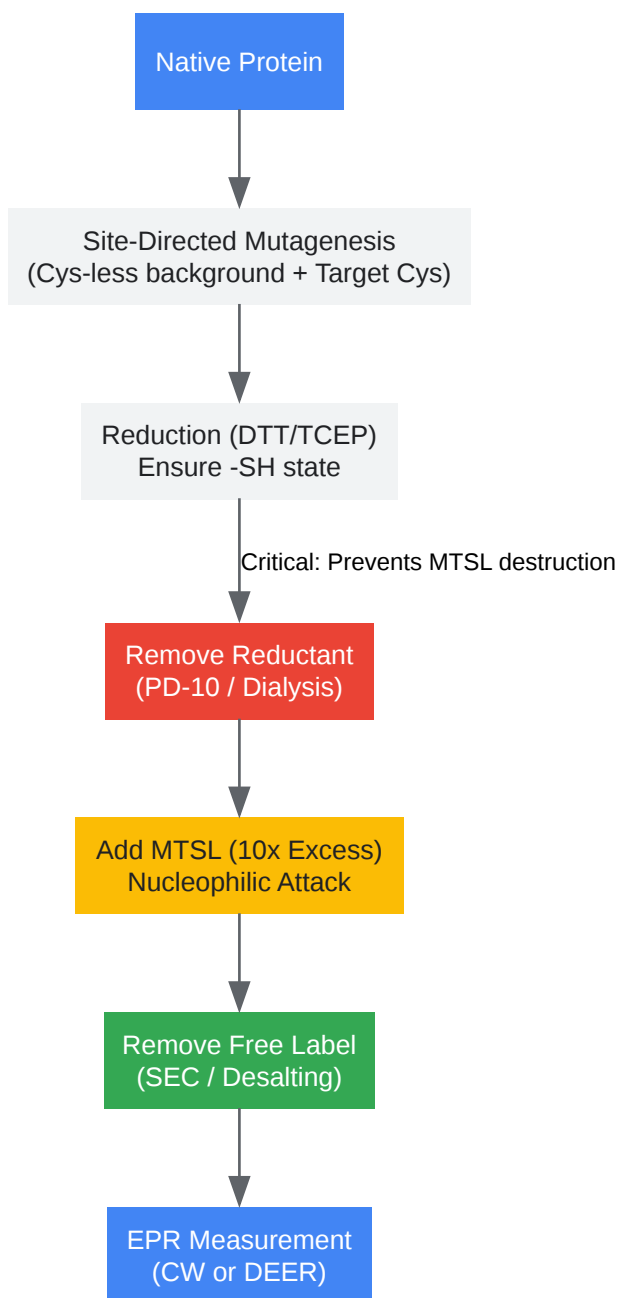 Native Protein
Site-Directed Mutagenesis
(Cys-less background + Target Cys)
Reduction (DTT/TCEP)
Ensure -SH state
Critical: Prevents MTSL destruction
Remove Reductant
(PD-10 / Dialysis)
Add MTSL (10x Excess)
Nucleophilic Attack
Remove Free Label
(SEC / Desalting)
EPR Measurement
(CW or DEER)